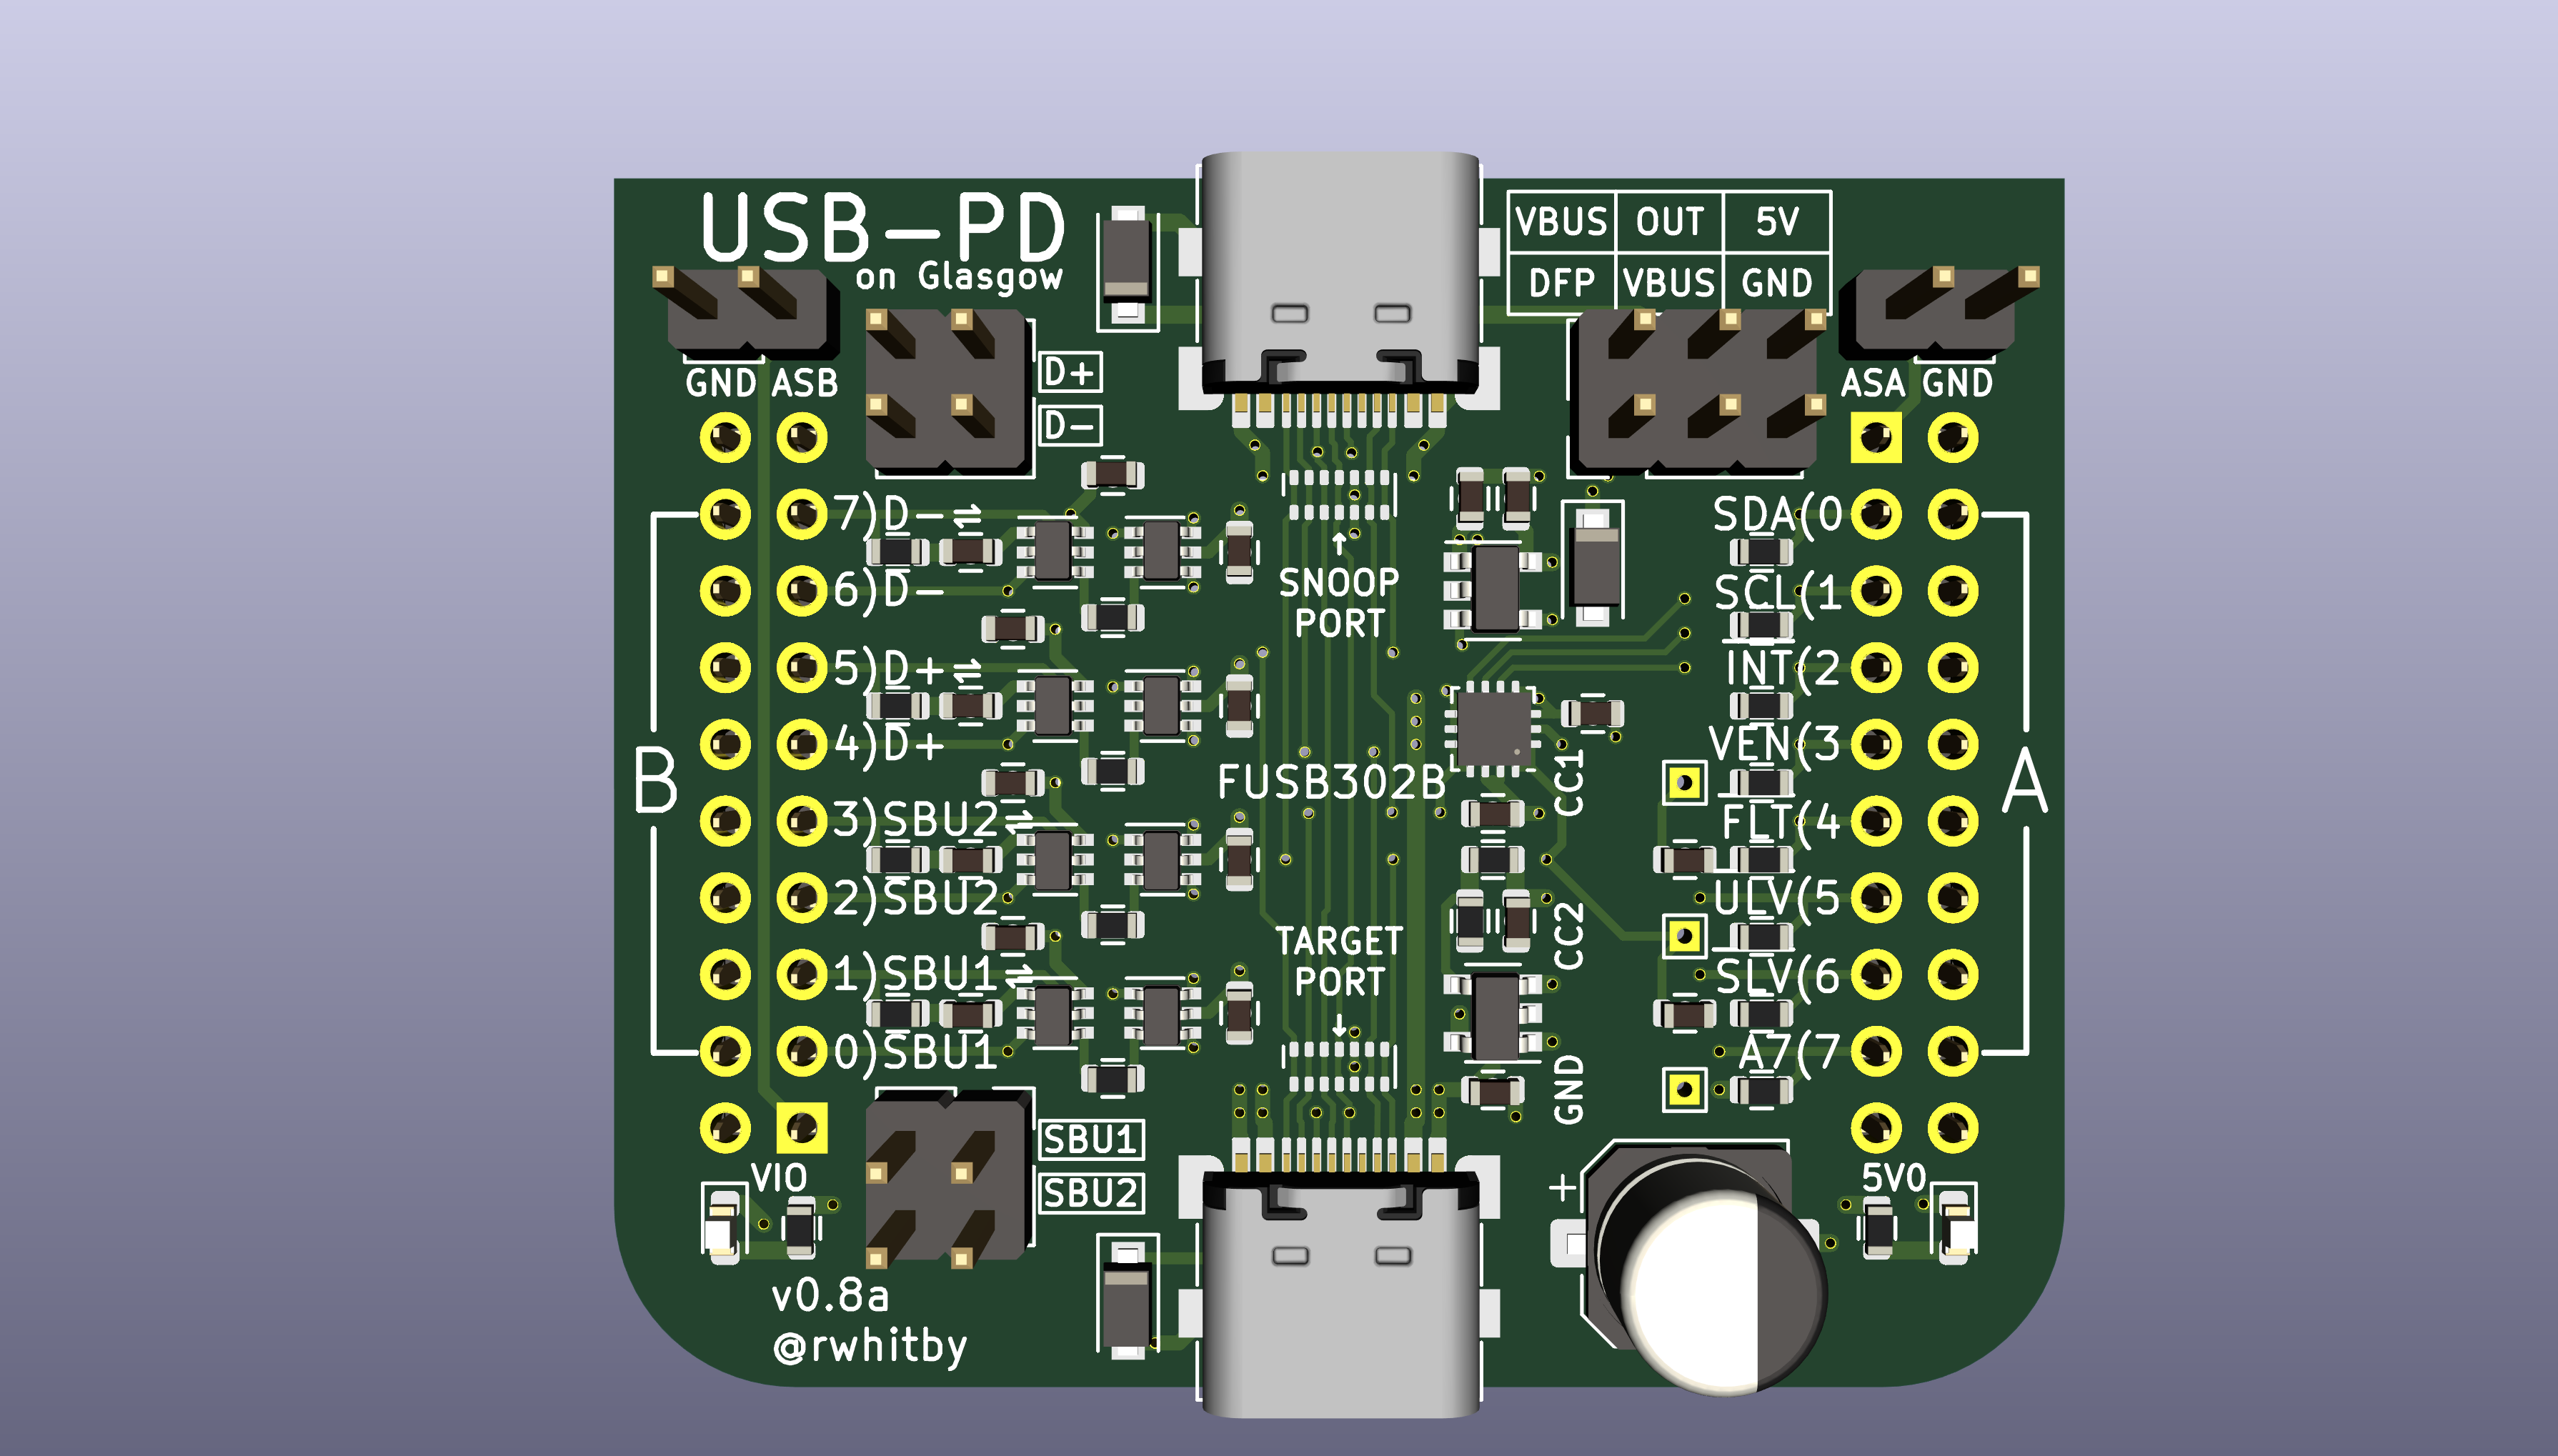 USB-PD
on Glasgow
VBUS OUT 5V
DFP VBUS GND
GND ASB
D+
D-
ASA GND
7)D-⇌
6)D-
5)D+⇌
4)D+
3)SBU2⇌
2)SBU2
1)SBU1⇌
0)SBU1
B
↑
SNOOP
PORT
FUSB302B
TARGET
PORT
↓
CC1
CC2
GND
SDA(0
SCL(1
INT(2
VEN(3
FLT(4
ULV(5
SLV(6
A7(7
A
VIO
SBU1
SBU2
+
5V0
v0.8a
@rwhitby